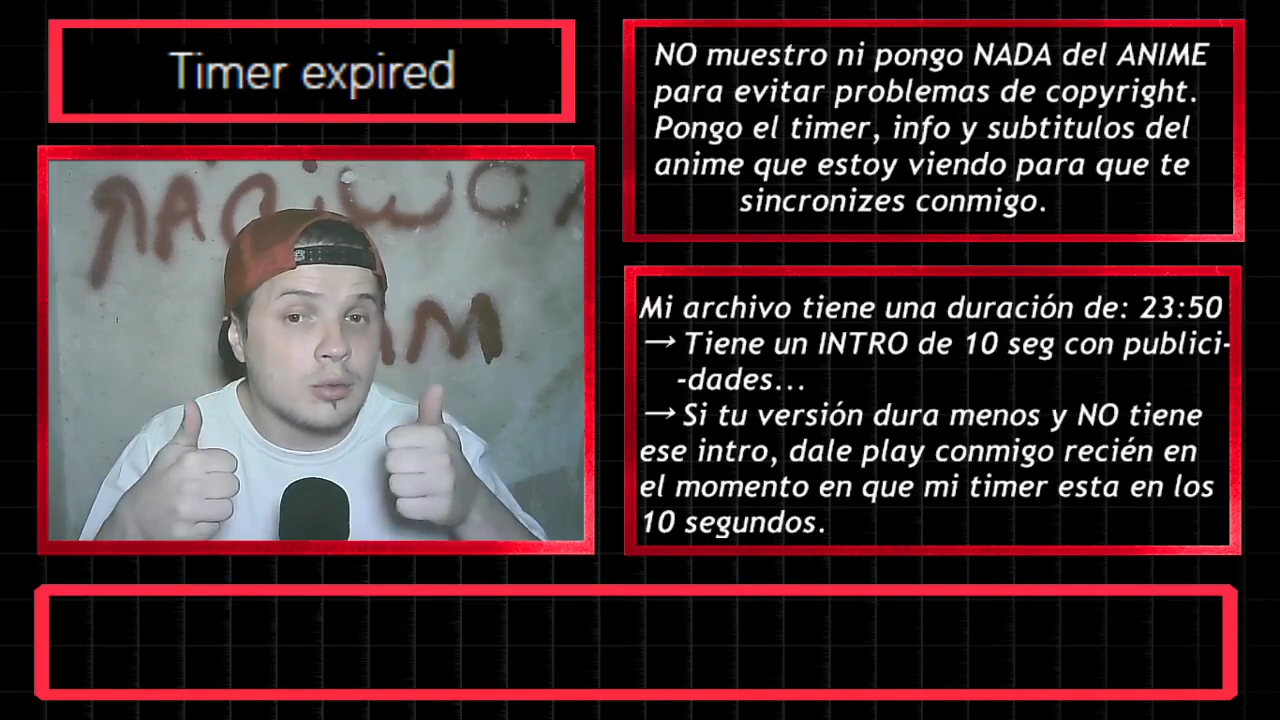 Timer expired
NO muestro ni pongo NADA del ANIME
para evitar problemas de copyright.
Pongo el timer, info y subtitulos del
anime que estoy viendo para que te
sincronizes conmigo.
Mi archivo tiene una duración de: 23:50
→ Tiene un INTRO de 10 seg con publici-
-dades...
→ Si tu versión dura menos y NO tiene
ese intro, dale play conmigo recién en
el momento en que mi timer esta en los
10 segundos.